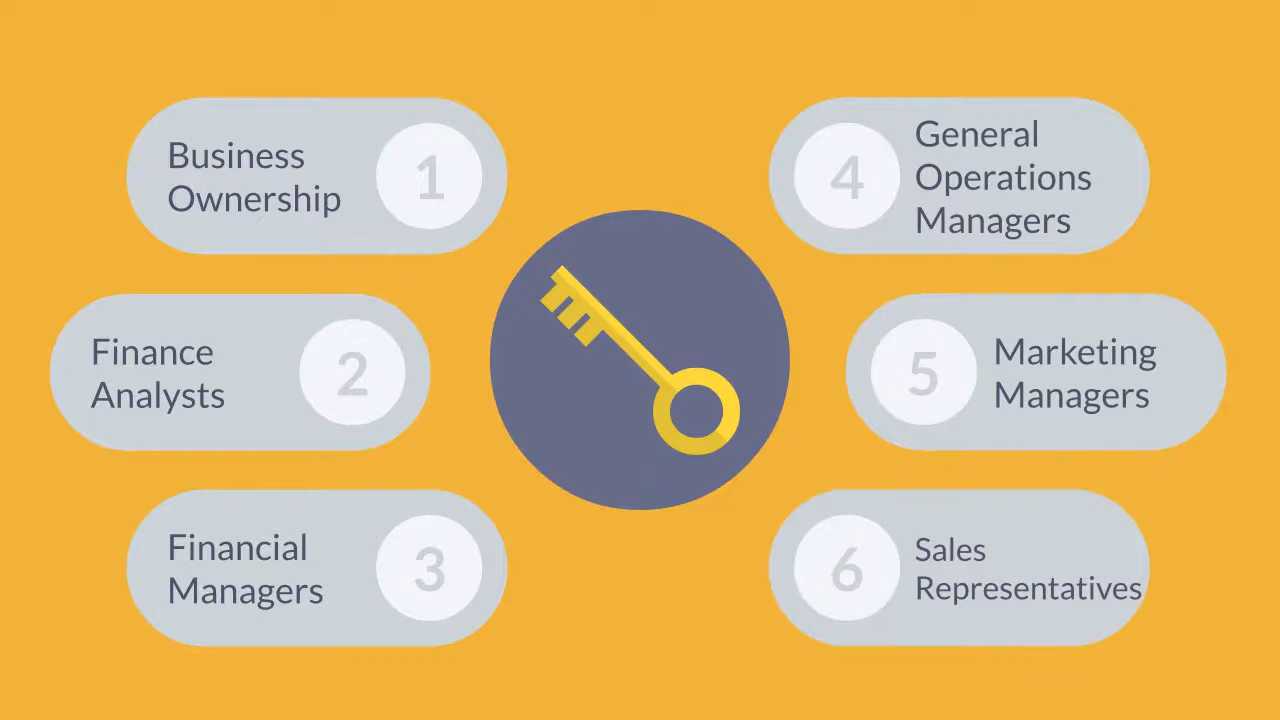 Business
Ownership
1
Finance
Analysts
2
Financial
Managers
3
4
General
Operations
Managers
5
Marketing
Managers
6
Sales
Representatives